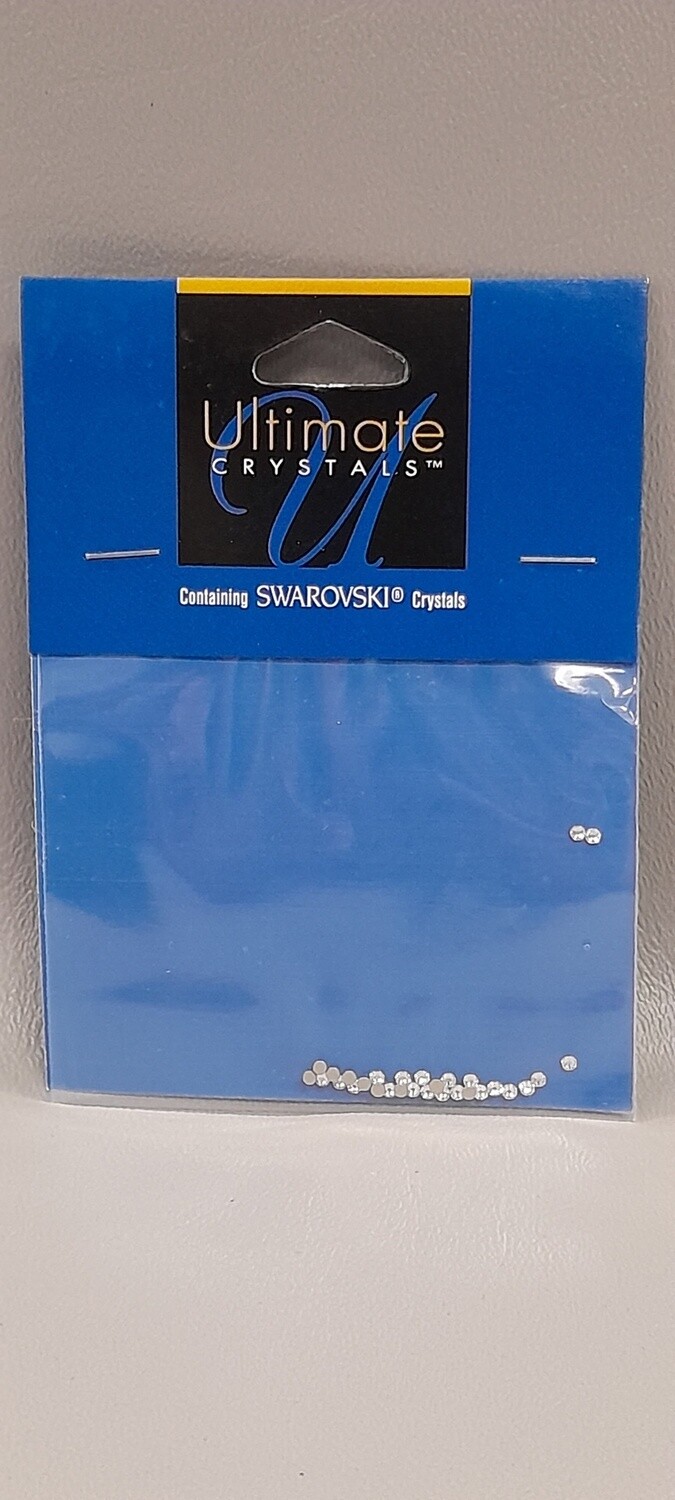 U
Ultimate
CRYSTALS™
Containing SWAROVSKI® Crystals